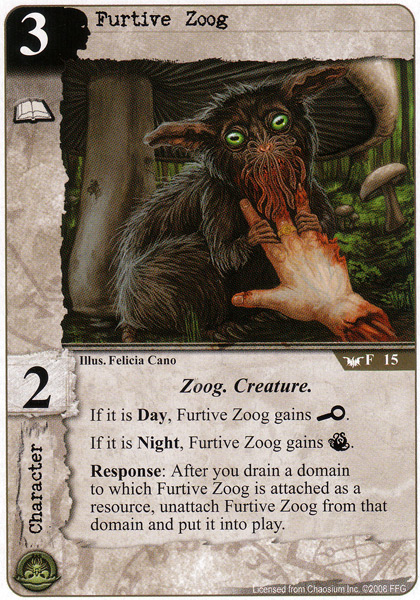 3
Furtive Zoog
Illus. Felicia Cano
F 15
2
Character
Zoog. Creature.
If it is Day, Furtive Zoog gains .
If it is Night, Furtive Zoog gains .
Response: After you drain a domain
to which Furtive Zoog is attached as a
resource, unattach Furtive Zoog from that
domain and put it into play.
Licensed from Chaosium Inc. ©2008 FFG